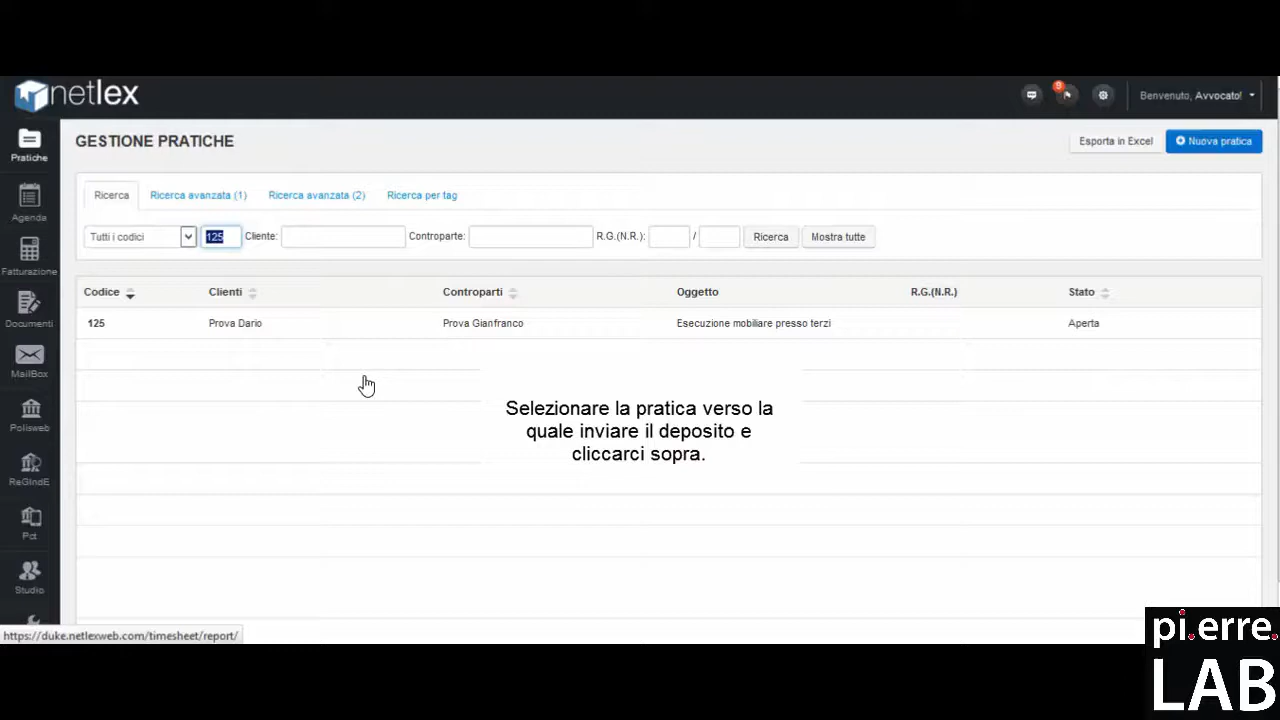 netlex
9
Benvenuto, Avvocato!
Pratiche
Agenda
Fatturazione
Documenti
MailBox
Polisweb
ReGIndE
Pct
Studio
GESTIONE PRATICHE
Esporta in Excel
Nuova pratica
Ricerca Ricerca avanzata (1) Ricerca avanzata (2) Ricerca per tag
Tutti i codici 125 Cliente: Controparte: R.G.(N.R.): / Ricerca Mostra tutte
Codice Clienti Controparti Oggetto R.G.(N.R.) Stato
125 Prova Dario Prova Gianfranco Esecuzione mobiliare presso terzi Aperta
Selezionare la pratica verso la
quale inviare il deposito e
cliccarci sopra.
https://duke.netlexweb.com/timesheet/report/
pi.erre.
LAB